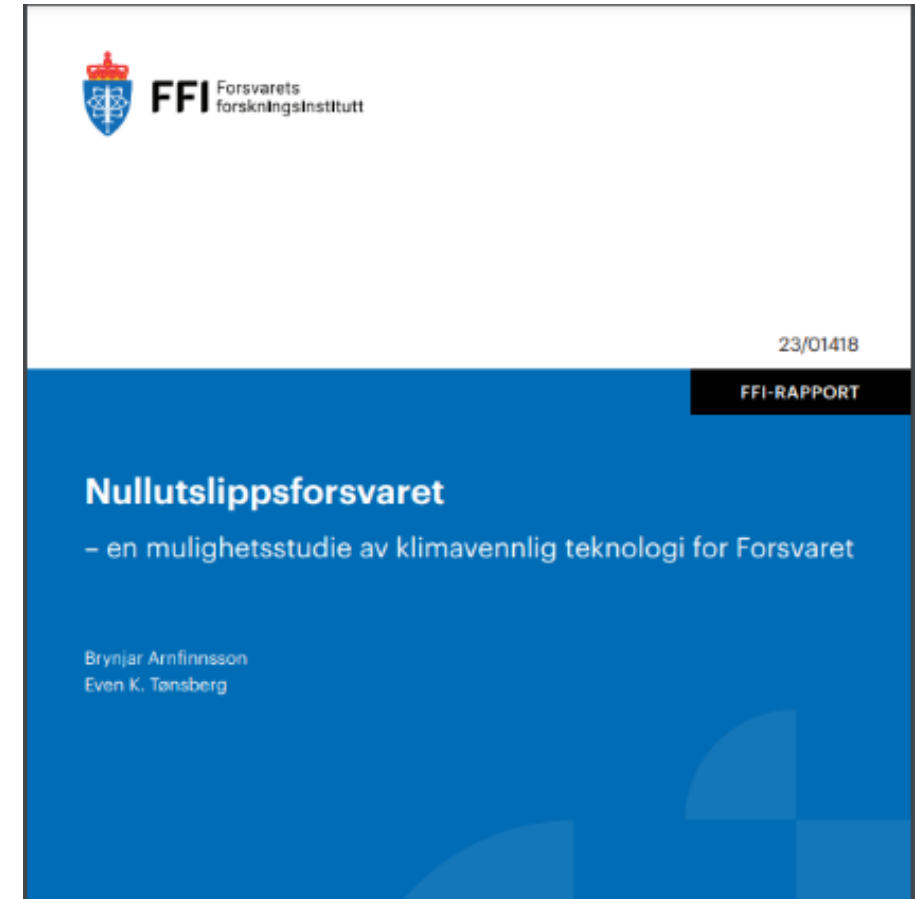 FFI Forsvarets
forskningsinstitutt
23/01418
FFI-RAPPORT
Nullutslippsforsvaret
– en mulighetsstudie av klimavennlig teknologi for Forsvaret
Brynjar Arnfinnsson
Even K. Tønsberg